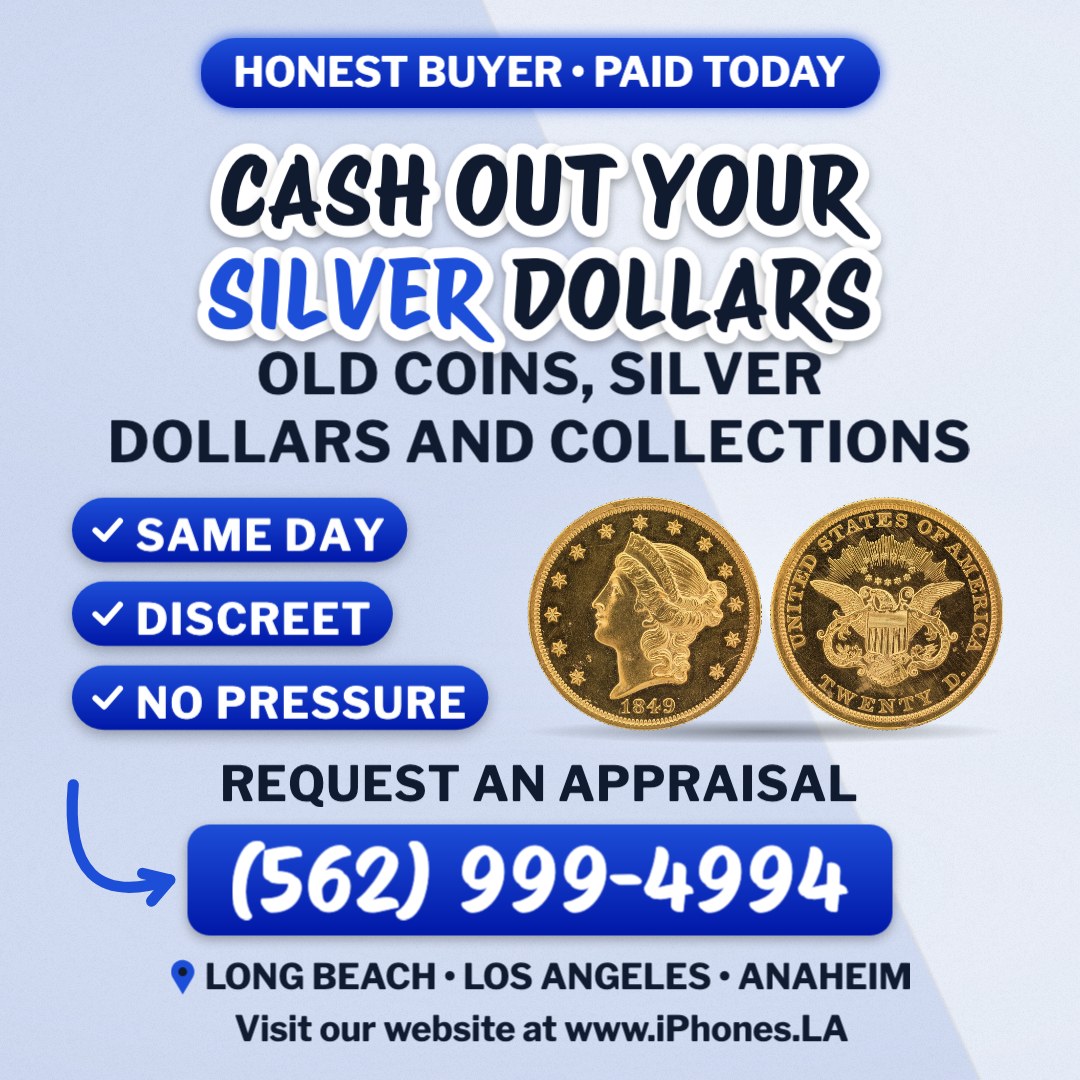 HONEST BUYER • PAID TODAY
CASH OUT YOUR
SILVER DOLLARS
OLD COINS, SILVER
DOLLARS AND COLLECTIONS
✓ SAME DAY
✓ DISCREET
✓ NO PRESSURE
1849
UNITED STATES OF AMERICA
TWENTY D.
REQUEST AN APPRAISAL
(562) 999-4994
LONG BEACH • LOS ANGELES • ANAHEIM
Visit our website at www.iPhones.LA